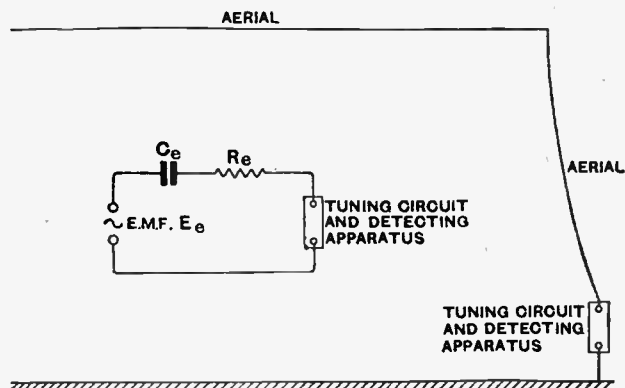 AERIAL
Ce
Re
AERIAL
E.M.F. Ee
TUNING CIRCUIT
AND DETECTING
APPARATUS
TUNING CIRCUIT
AND DETECTING
APPARATUS